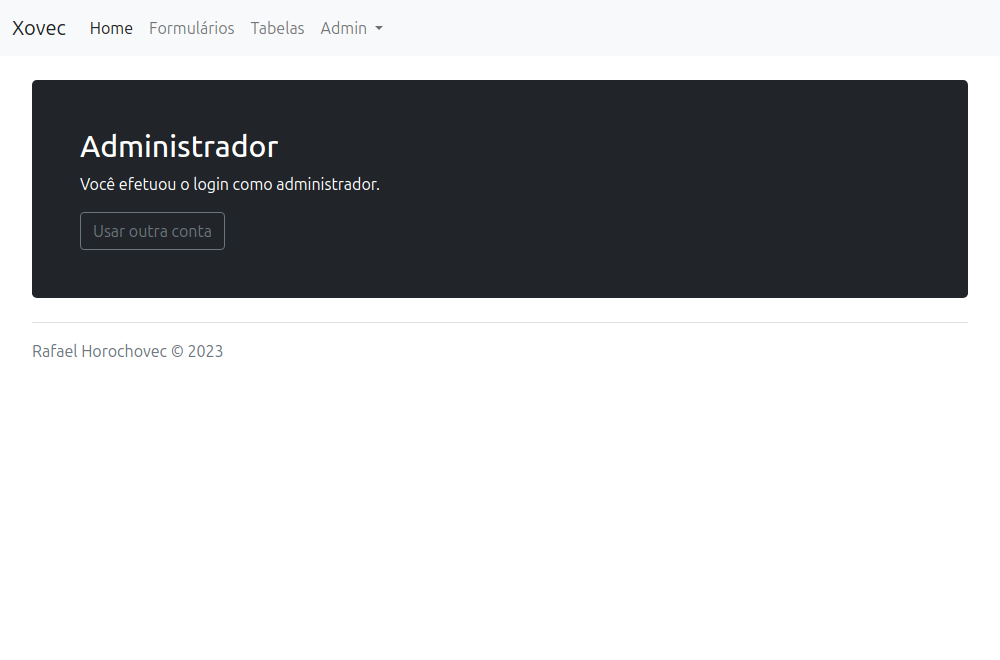 Xovec Home Formulários Tabelas Admin
Administrador
Você efetuou o login como administrador.
Usar outra conta
Rafael Horochovec © 2023